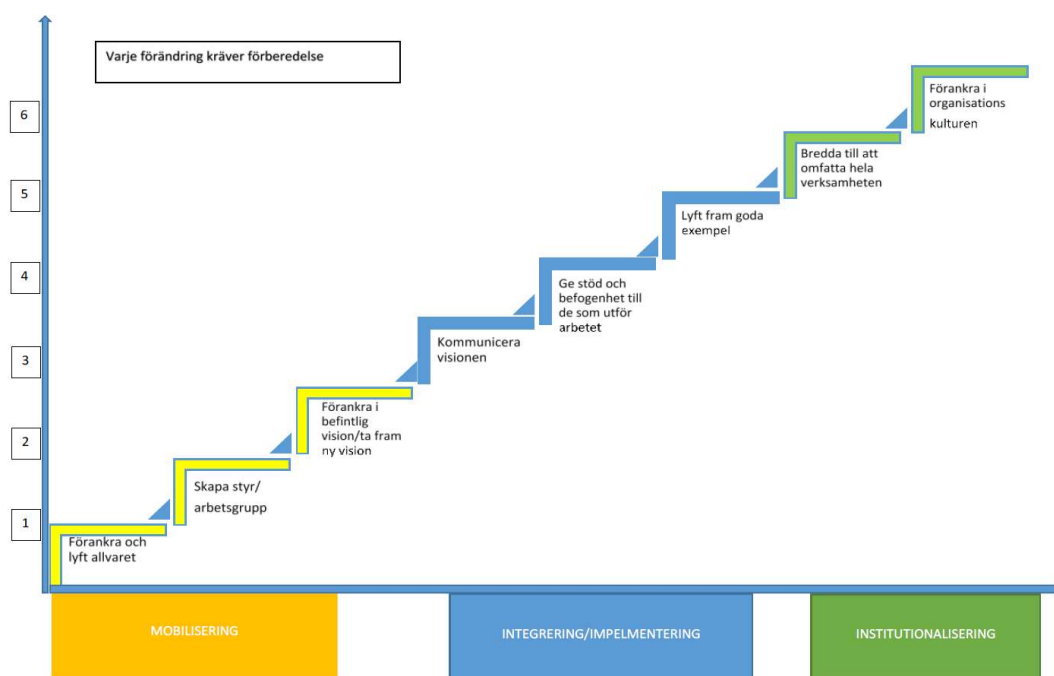 Varje förändring kräver förberedelse
6
5
4
3
2
1
Förankra i
organisations
kulturen
Bredda till att
omfatta hela
verksamheten
Lyft fram goda
exempel
Ge stöd och
befogenhet till
de som utför
arbetet
Kommunicera
visionen
Förankra i
befintlig
vision/ta fram
ny vision
Skapa styr/
arbetsgrupp
Förankra och
lyft allvaret
MOBILISERING
INTEGRERING/IMPELMENTERING
INSTITUTIONALISERING